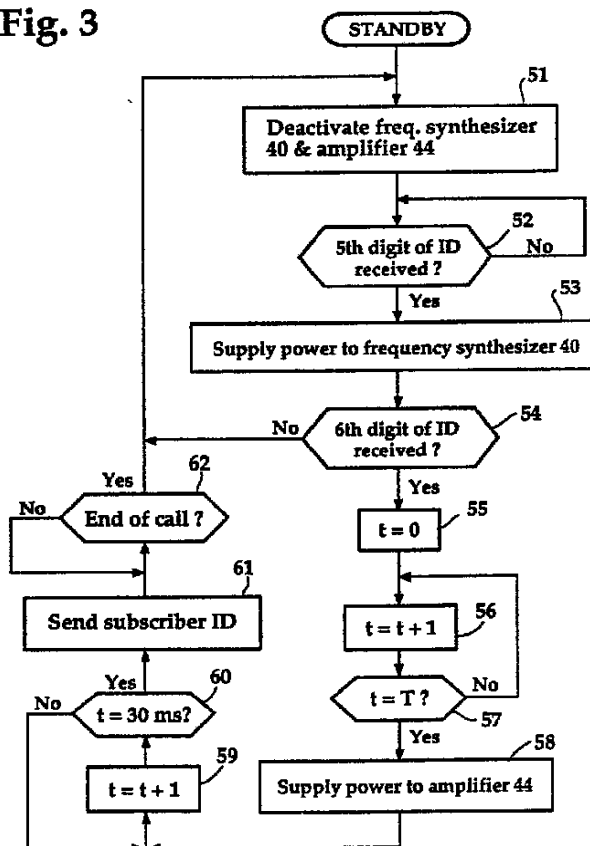 Fig. 3
STANDBY
51
Deactivate freq. synthesizer
40 & amplifier 44
52
5th digit of ID
received ?
No
Yes
53
Supply power to frequency synthesizer 40
54
No
6th digit of ID
received ?
Yes
62
Yes
No
End of call ?
55
t = 0
61
Send subscriber ID
56
t = t + 1
60
Yes
No
t = 30 ms?
t = T ?
No
57
Yes
59
t = t + 1
58
Supply power to amplifier 44